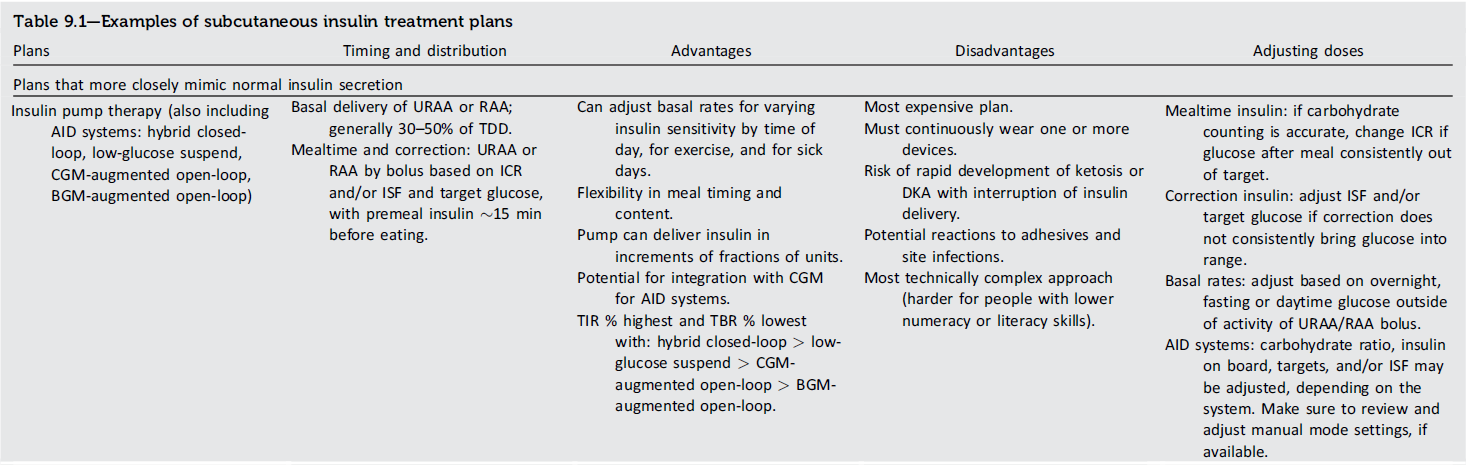 Table 9.1—Examples of subcutaneous insulin treatment plans
Plans
Timing and distribution
Advantages
Disadvantages
Adjusting doses
Plans that more closely mimic normal insulin secretion
Insulin pump therapy (also including
AID systems: hybrid closed-
loop, low-glucose suspend,
CGM-augmented open-loop,
BGM-augmented open-loop)
Basal delivery of URAA or RAA;
generally 30–50% of TDD.
Mealtime and correction: URAA or
RAA by bolus based on ICR
and/or ISF and target glucose,
with premeal insulin ∼15 min
before eating.
Can adjust basal rates for varying
insulin sensitivity by time of
day, for exercise, and for sick
days.
Flexibility in meal timing and
content.
Pump can deliver insulin in
increments of fractions of units.
Potential for integration with CGM
for AID systems.
TIR % highest and TBR % lowest
with: hybrid closed-loop > low-
glucose suspend > CGM-
augmented open-loop > BGM-
augmented open-loop.
Most expensive plan.
Must continuously wear one or more
devices.
Risk of rapid development of ketosis or
DKA with interruption of insulin
delivery.
Potential reactions to adhesives and
site infections.
Most technically complex approach
(harder for people with lower
numeracy or literacy skills).
Mealtime insulin: if carbohydrate
counting is accurate, change ICR if
glucose after meal consistently out
of target.
Correction insulin: adjust ISF and/or
target glucose if correction does
not consistently bring glucose into
range.
Basal rates: adjust based on overnight,
fasting or daytime glucose outside
of activity of URAA/RAA bolus.
AID systems: carbohydrate ratio, insulin
on board, targets, and/or ISF may
be adjusted, depending on the
system. Make sure to review and
adjust manual mode settings, if
available.